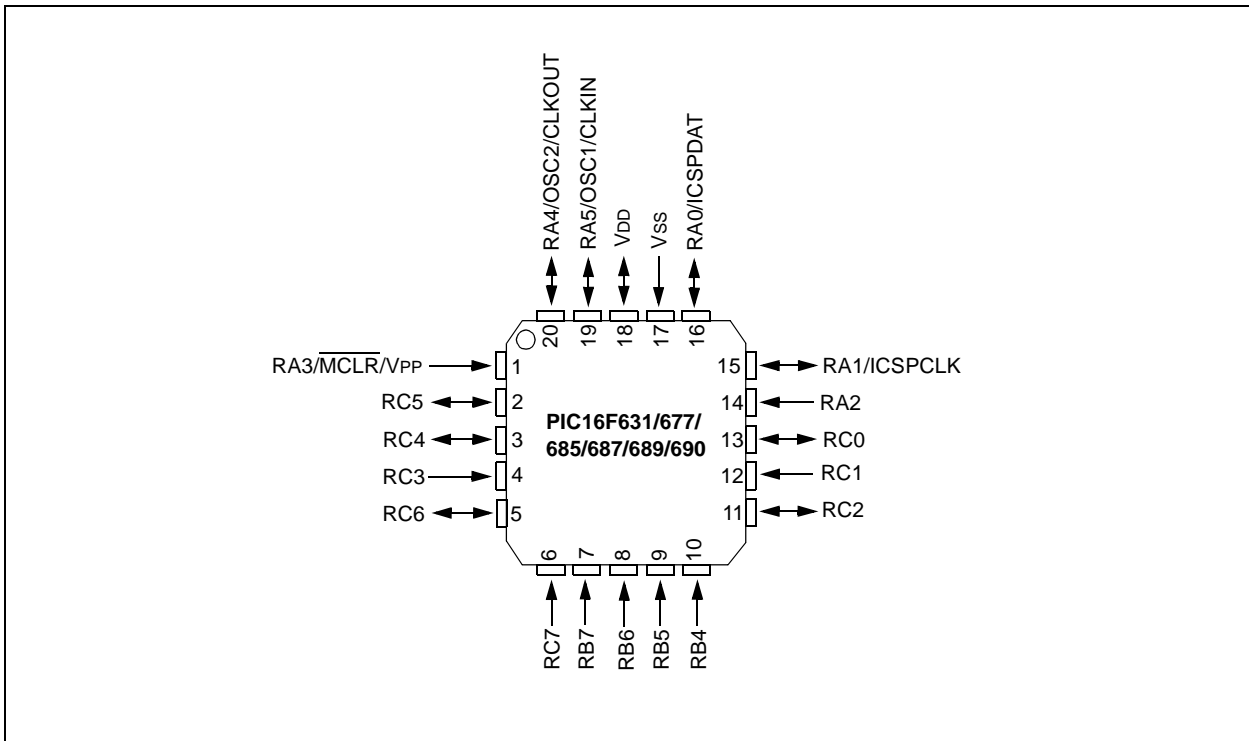 RA4/OSC2/CLKOUT
RA5/OSC1/CLKIN
VDD
VSS
RA0/ICSPDAT
20
19
18
17
16
RA3/MCLR/VPP
1
RC5
2
RC4
3
RC3
4
RC6
5
PIC16F631/677/
685/687/689/690
15
RA1/ICSPCLK
14
RA2
13
RC0
12
RC1
11
RC2
6
7
8
9
10
RC7
RB7
RB6
RB5
RB4